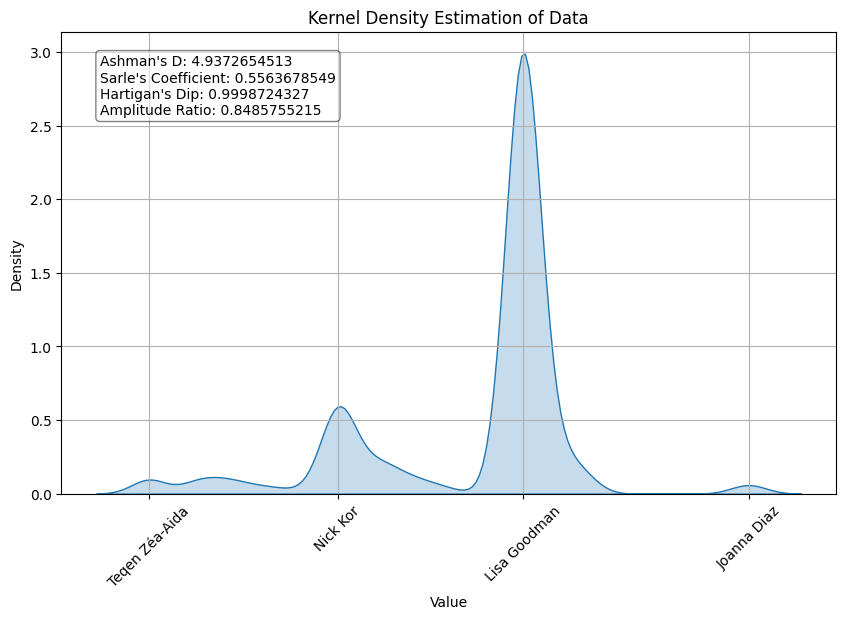 Kernel Density Estimation of Data
Ashman's D: 4.9372654513
Sarle's Coefficient: 0.5563678549
Hartigan's Dip: 0.9998724327
Amplitude Ratio: 0.8485755215
Density
3.0
2.5
2.0
1.5
1.0
0.5
0.0
Teqen Zéa-Aida
Nick Kor
Lisa Goodman
Joanna Diaz
Value